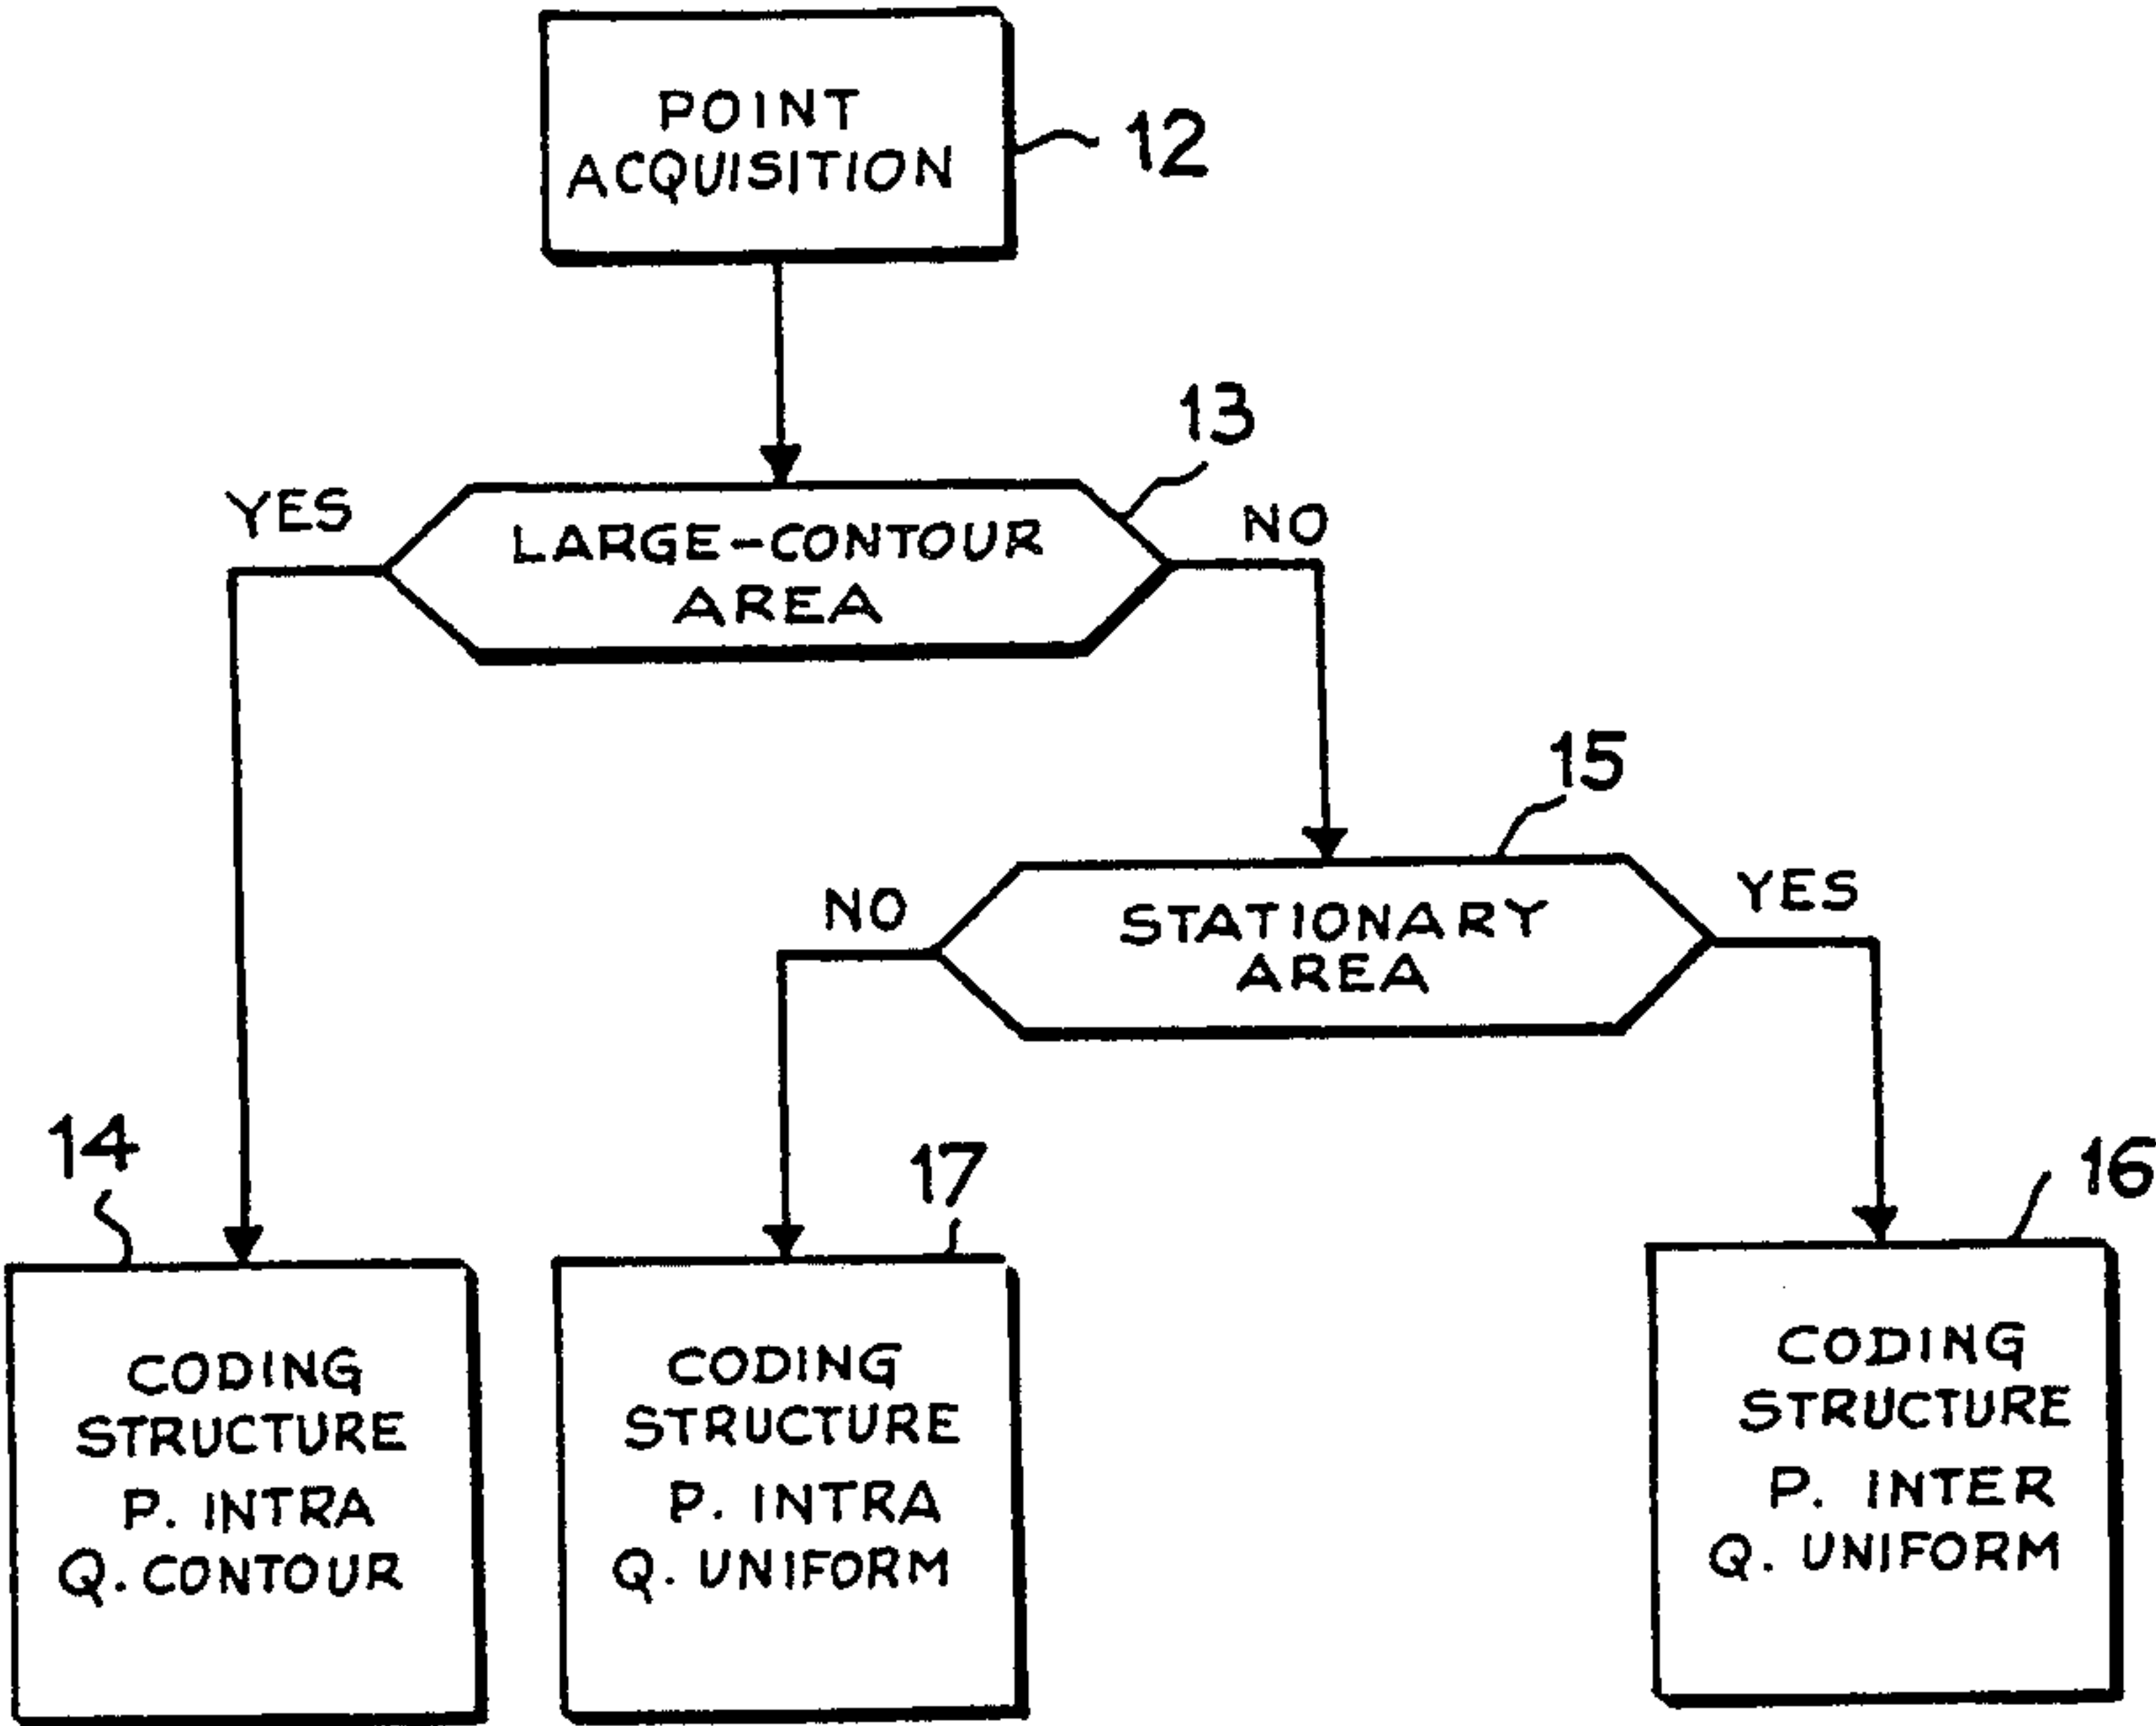 POINT
ACQUISITION
12
13
YES
LARGE-CONTOUR
AREA
NO
15
NO
STATIONARY
AREA
YES
14
CODING
STRUCTURE
P. INTRA
Q. CONTOUR
17
CODING
STRUCTURE
P. INTRA
Q. UNIFORM
16
CODING
STRUCTURE
P. INTER
Q. UNIFORM